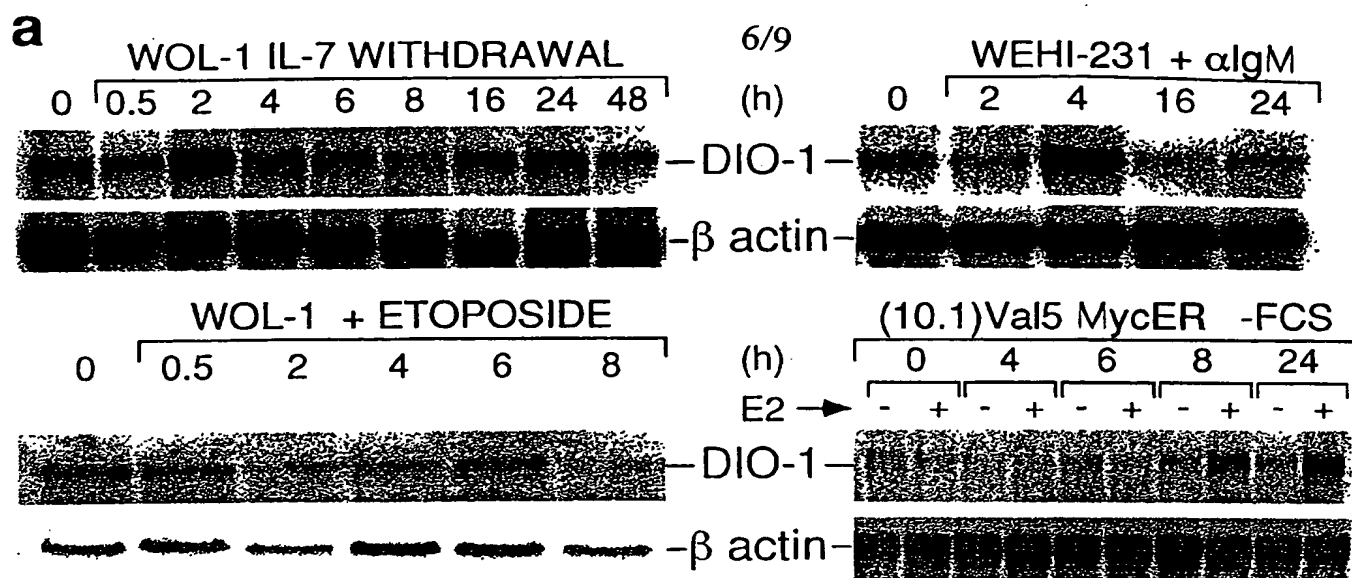 a
6/9
WOL-1 IL-7 WITHDRAWAL
0 0.5 2 4 6 8 16 24 48
(h)
WEHI-231 + αIgM
0 2 4 16 24
DIO-1
β actin
WOL-1 + ETOPOSIDE
0 0.5 2 4 6 8
(h)
(10.1)Val5 MycER -FCS
0 4 6 8 24
E2 → - + - + - + - + - +
DIO-1
β actin